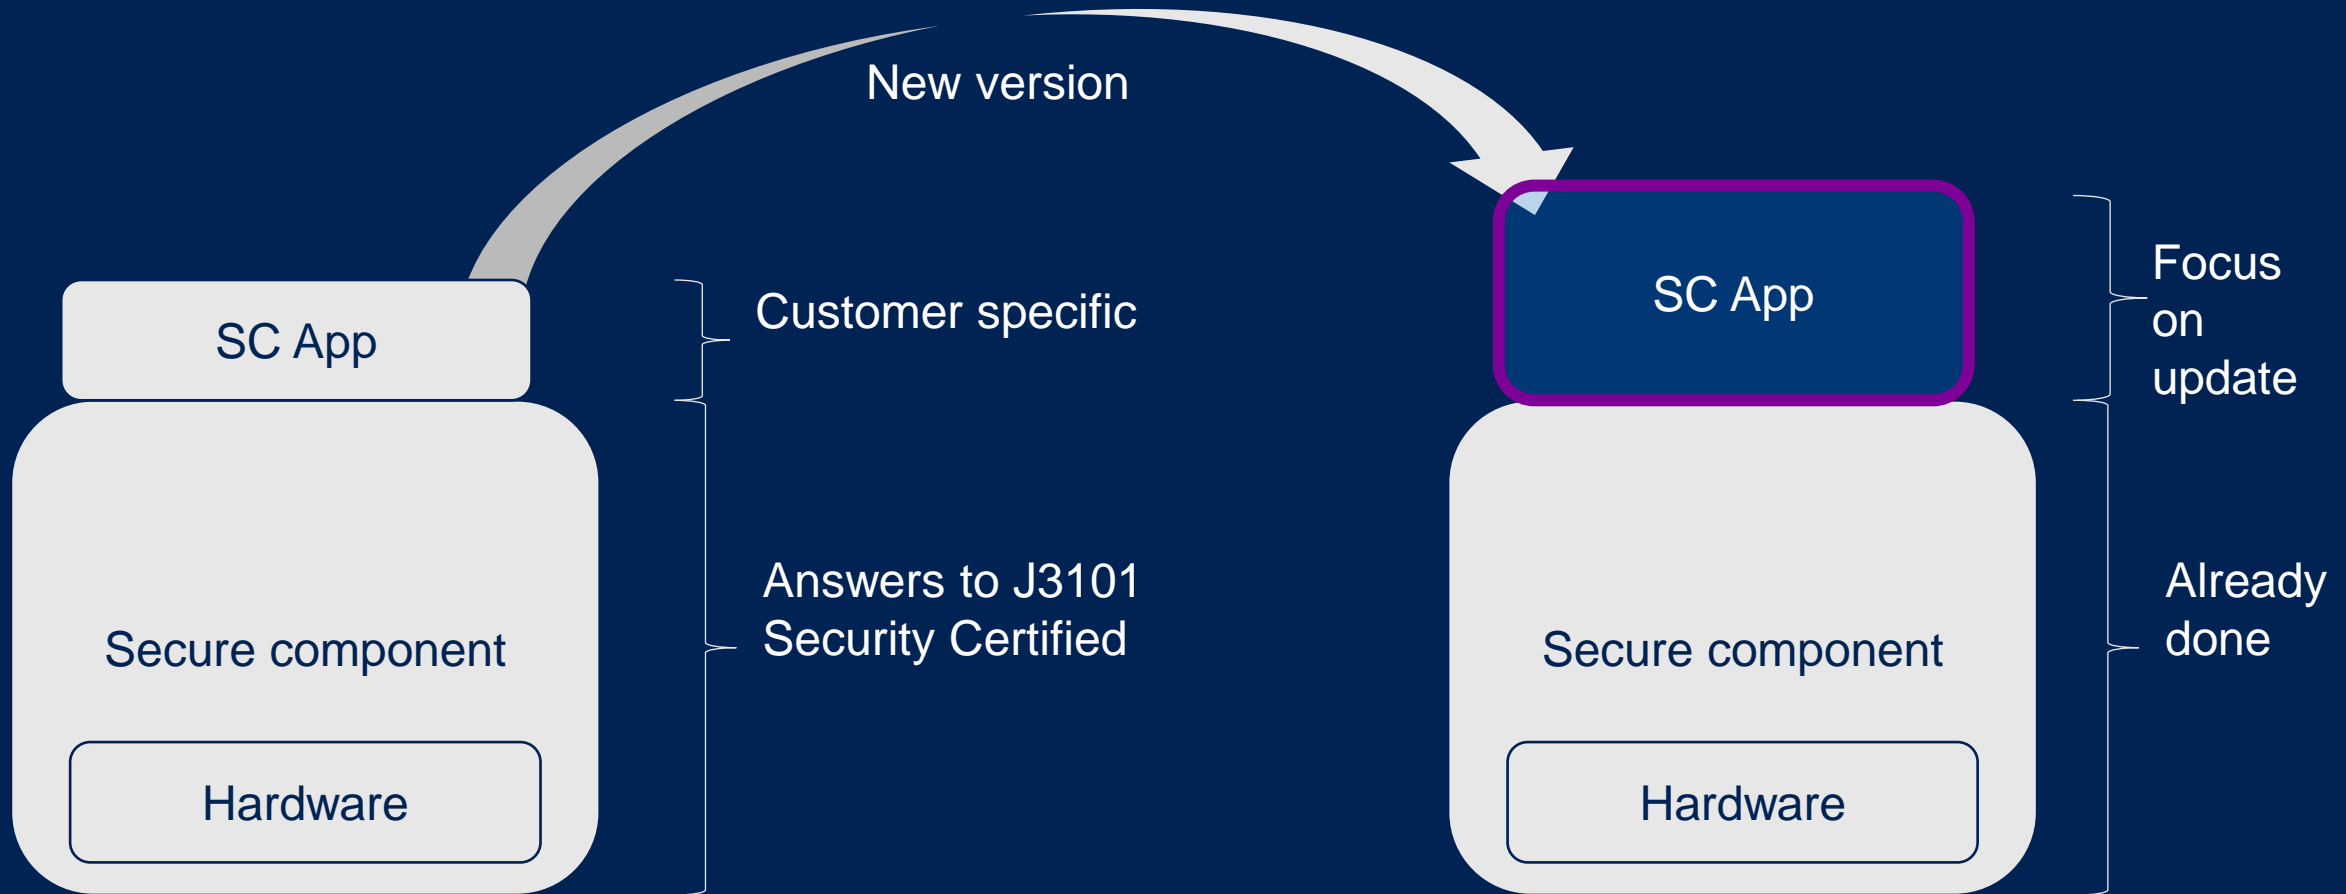 New version
SC App
Customer specific
SC App
Focus
on
update
Secure component
Answers to J3101
Security Certified
Secure component
Already
done
Hardware
Hardware